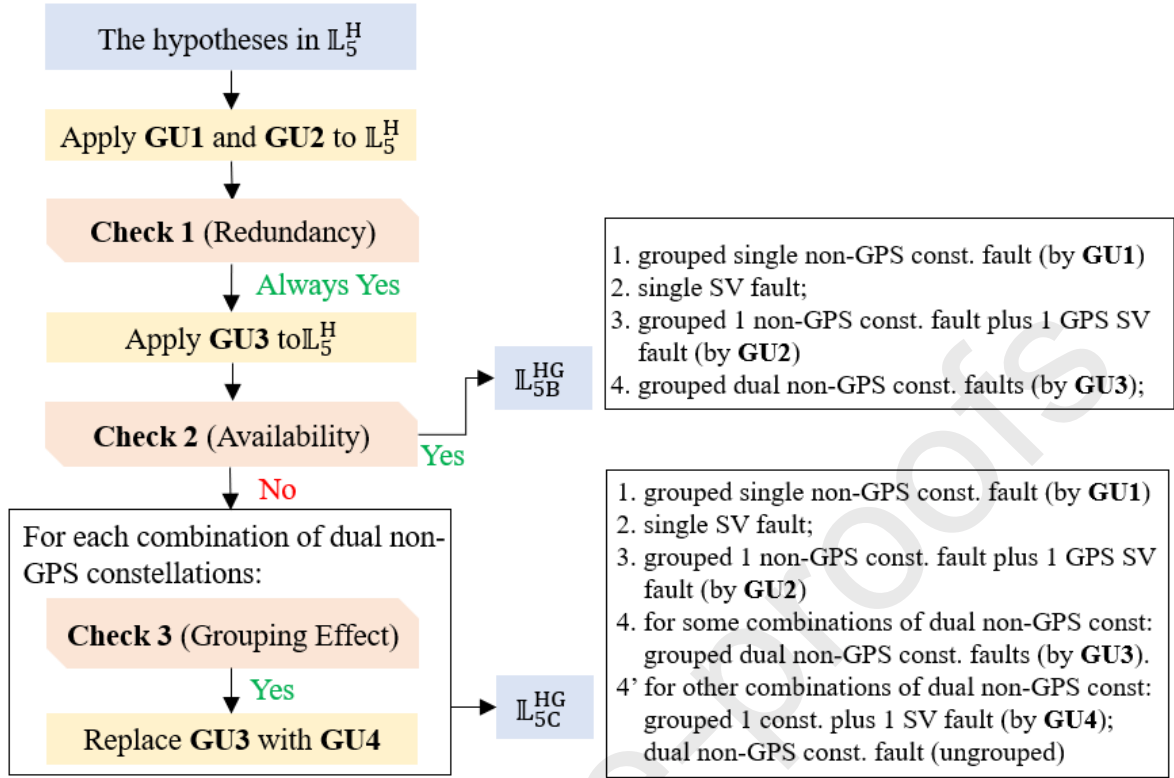 The hypotheses in 𝕃₅ᴴ
Apply GU1 and GU2 to 𝕃₅ᴴ
Check 1 (Redundancy)
Always Yes
Apply GU3 to𝕃₅ᴴ
Check 2 (Availability)
Yes
𝕃₅Bᴴᴳ
No
For each combination of dual non-
GPS constellations:
Check 3 (Grouping Effect)
Yes
Replace GU3 with GU4
𝕃₅Cᴴᴳ
1. grouped single non-GPS const. fault (by GU1)
2. single SV fault;
3. grouped 1 non-GPS const. fault plus 1 GPS SV
fault (by GU2)
4. grouped dual non-GPS const. faults (by GU3);
1. grouped single non-GPS const. fault (by GU1)
2. single SV fault;
3. grouped 1 non-GPS const. fault plus 1 GPS SV
fault (by GU2)
4. for some combinations of dual non-GPS const:
grouped dual non-GPS const. faults (by GU3).
4’ for other combinations of dual non-GPS const:
grouped 1 const. plus 1 SV fault (by GU4);
dual non-GPS const. fault (ungrouped)
e-proofs